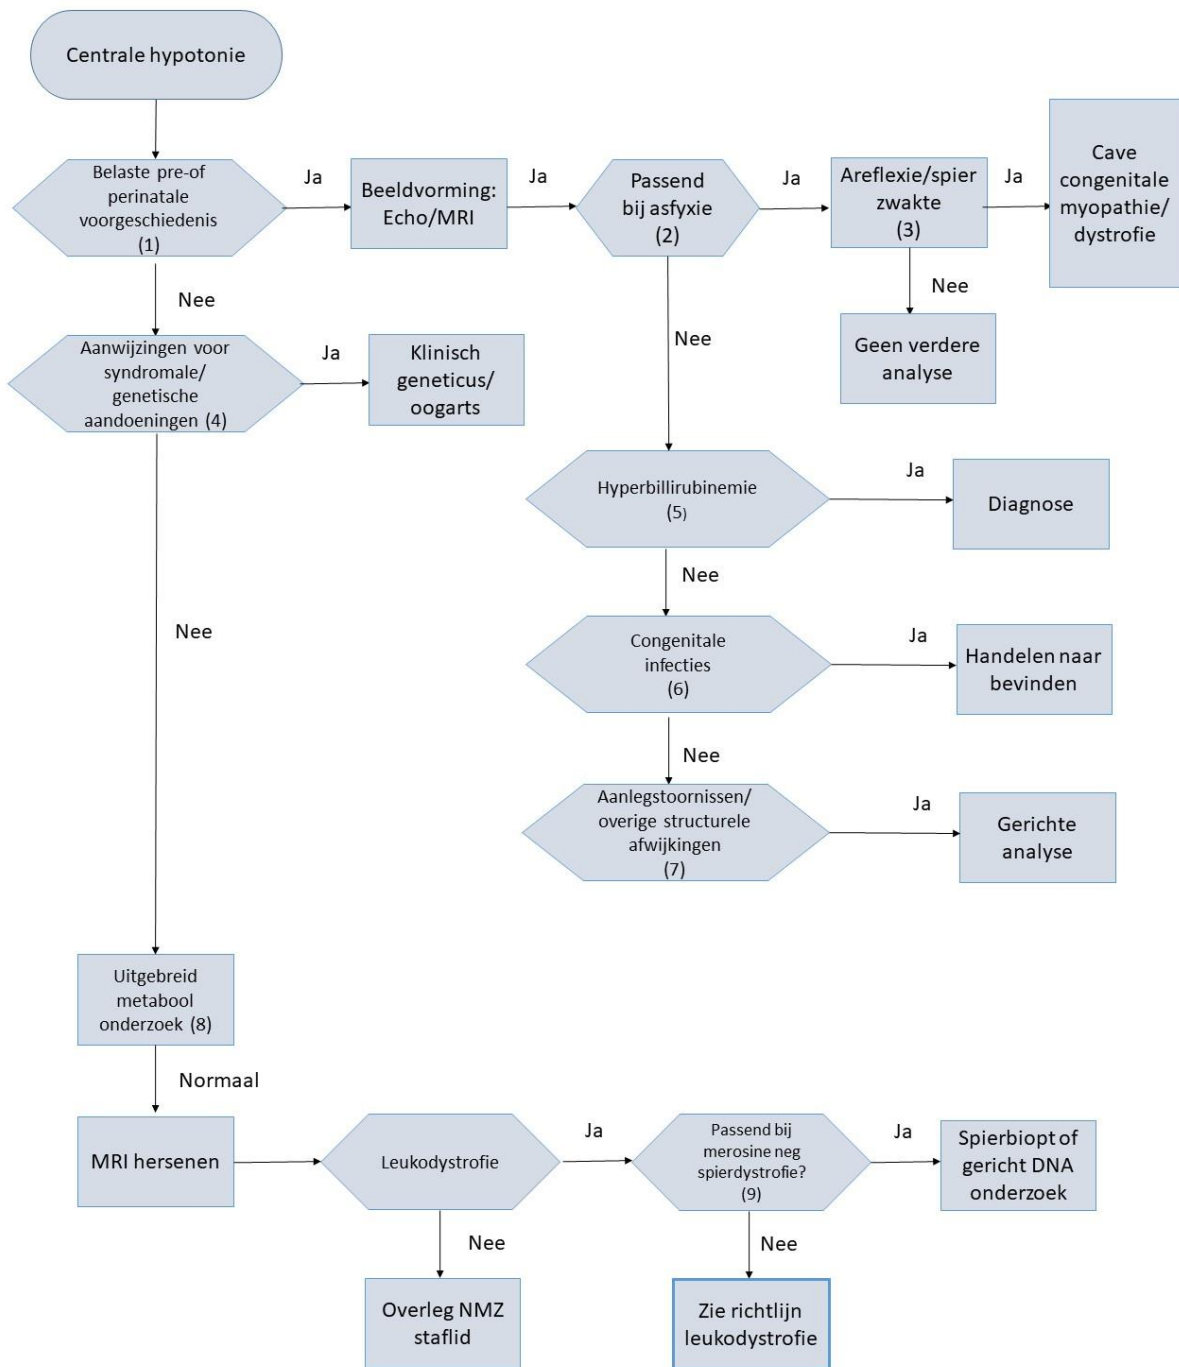 Centrale hypotonie
Belaste pre-of
perinatale
voorgeschiedenis
(1)
Ja
Beeldvorming:
Echo/MRI
Ja
Passend
bij asfyxie
(2)
Ja
Areflexie/spier
zwakte
(3)
Ja
Cave
congenitale
myopathie/
dystrofie
Nee
Nee
Nee
Geen verdere
analyse
Aanwijzingen voor
syndromale/
genetische
aandoeningen (4)
Ja
Klinisch
geneticus/
oogarts
Hyperbillirubinemie
(5)
Ja
Diagnose
Nee
Nee
Congenitale
infecties
(6)
Ja
Handelen naar
bevinden
Nee
Aanlegstoornissen/
overige structurele
afwijkingen
(7)
Ja
Gerichte
analyse
Uitgebreid
metabool
onderzoek (8)
Normaal
MRI hersenen
Leukodystrofie
Ja
Passend bij
merosine neg
spierdystrofie?
(9)
Ja
Spierbiopt of
gericht DNA
onderzoek
Nee
Nee
Overleg NMZ
staflid
Zie richtlijn
leukodystrofie